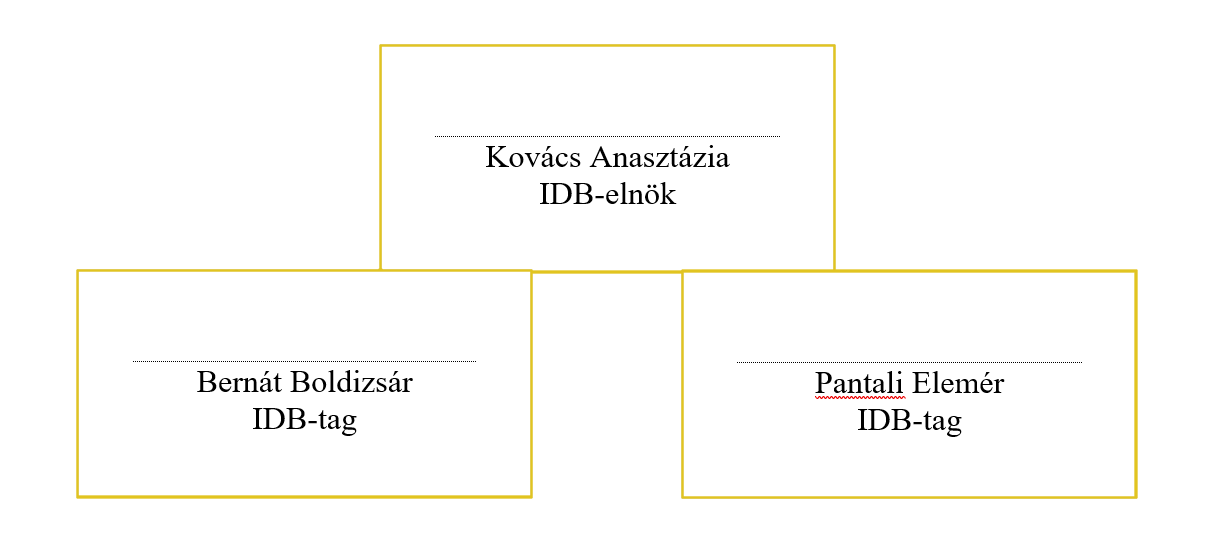 Kovács Anasztázia
IDB-elnök
Bernát Boldizsár
IDB-tag
Pantali Elemér
IDB-tag